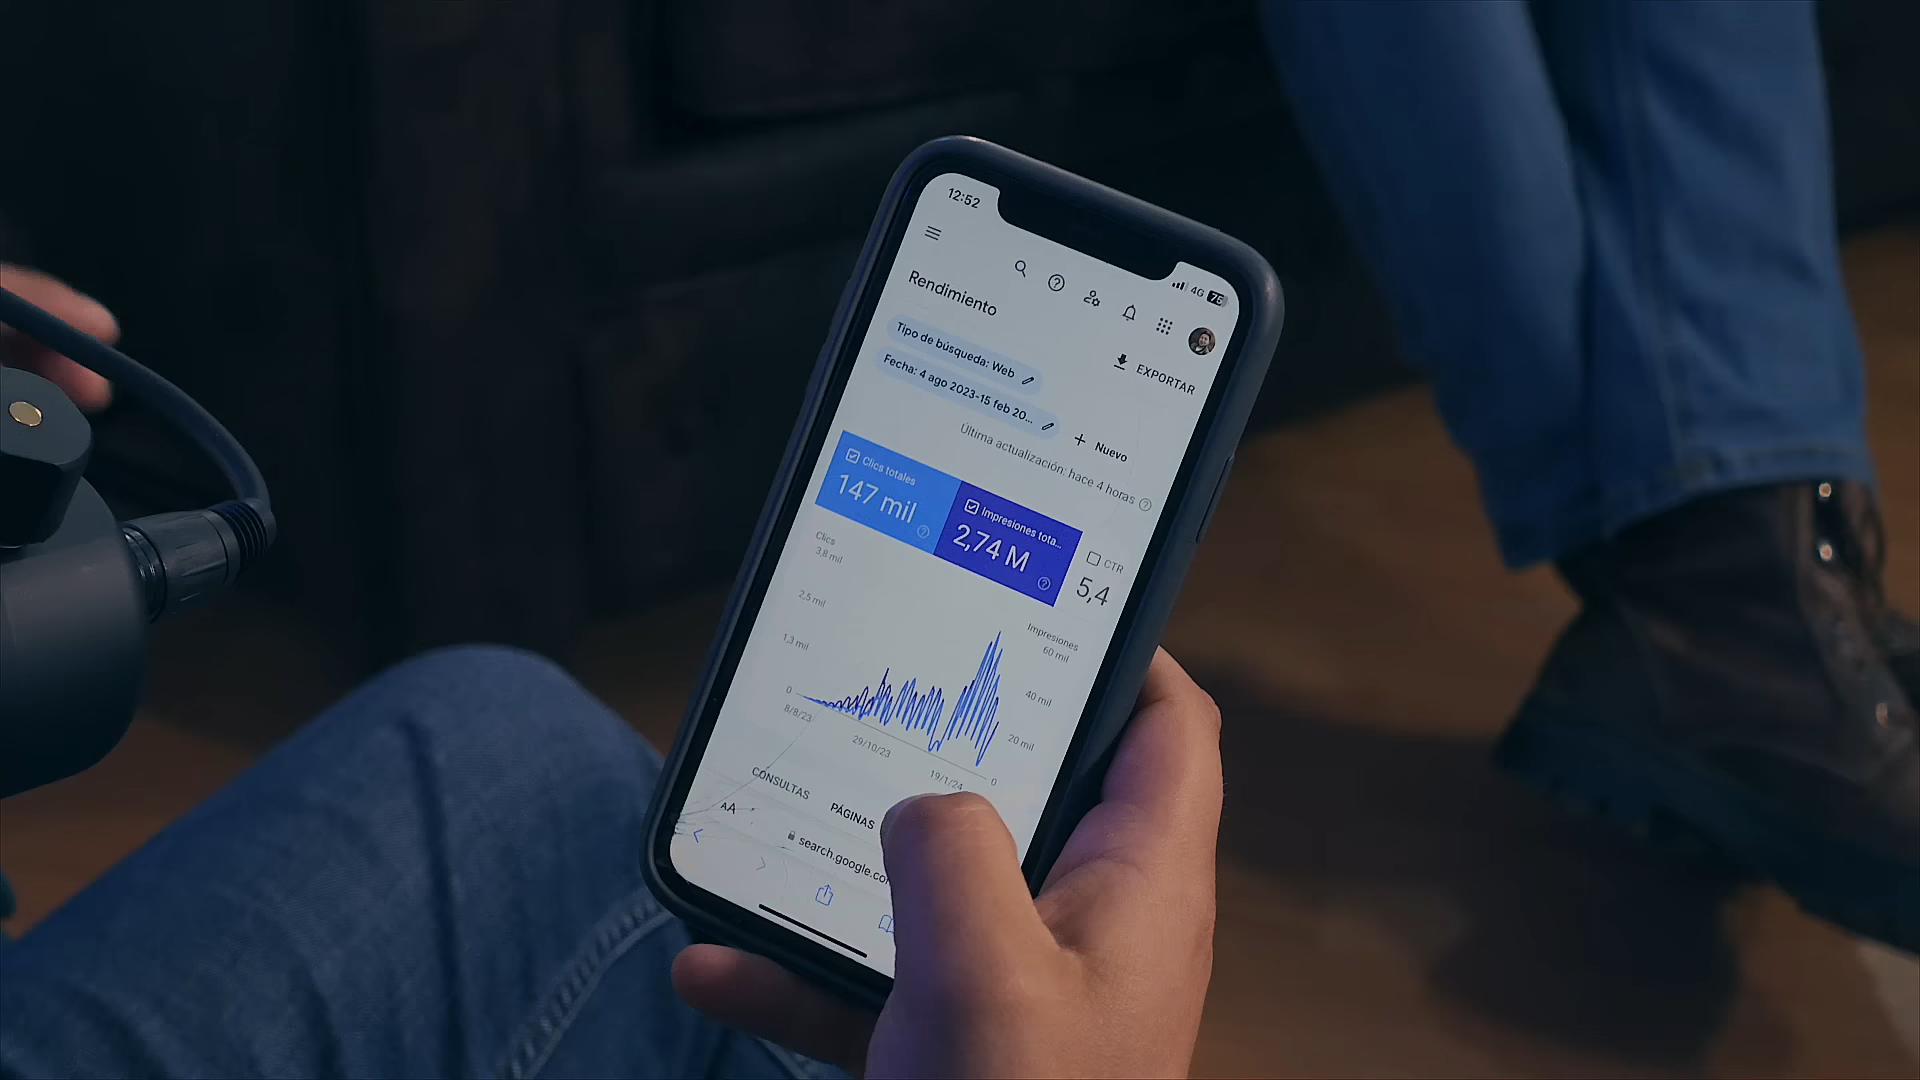 12:52
4G 75
Rendimiento
EXPORTAR
Tipo de búsqueda: Web
Fecha: 4 ago 2023-15 feb 20...
+ Nuevo
Última actualización: hace 4 horas
Clics totales
147 mil
Impresiones tota...
2,74 M
CTR
5,4
Clics
3,8 mil
2,5 mil
1,3 mil
0
Impresiones
60 mil
40 mil
20 mil
0
8/8/23
29/10/23
19/1/24
CONSULTAS
PÁGINAS
AA
search.google.co